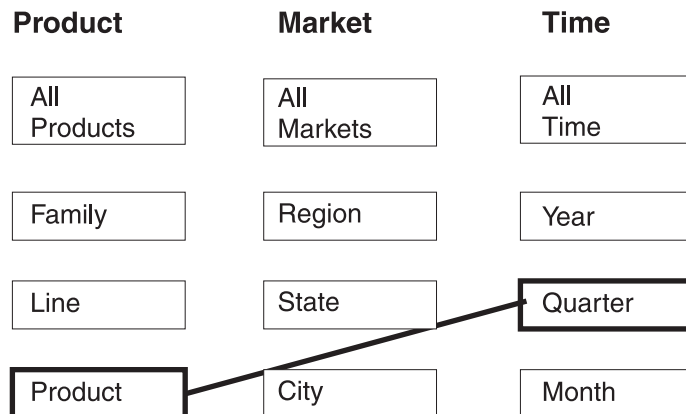 Product Market Time
All
Products
All
Markets
All
Time
Family Region Year
Line State Quarter
Product City Month